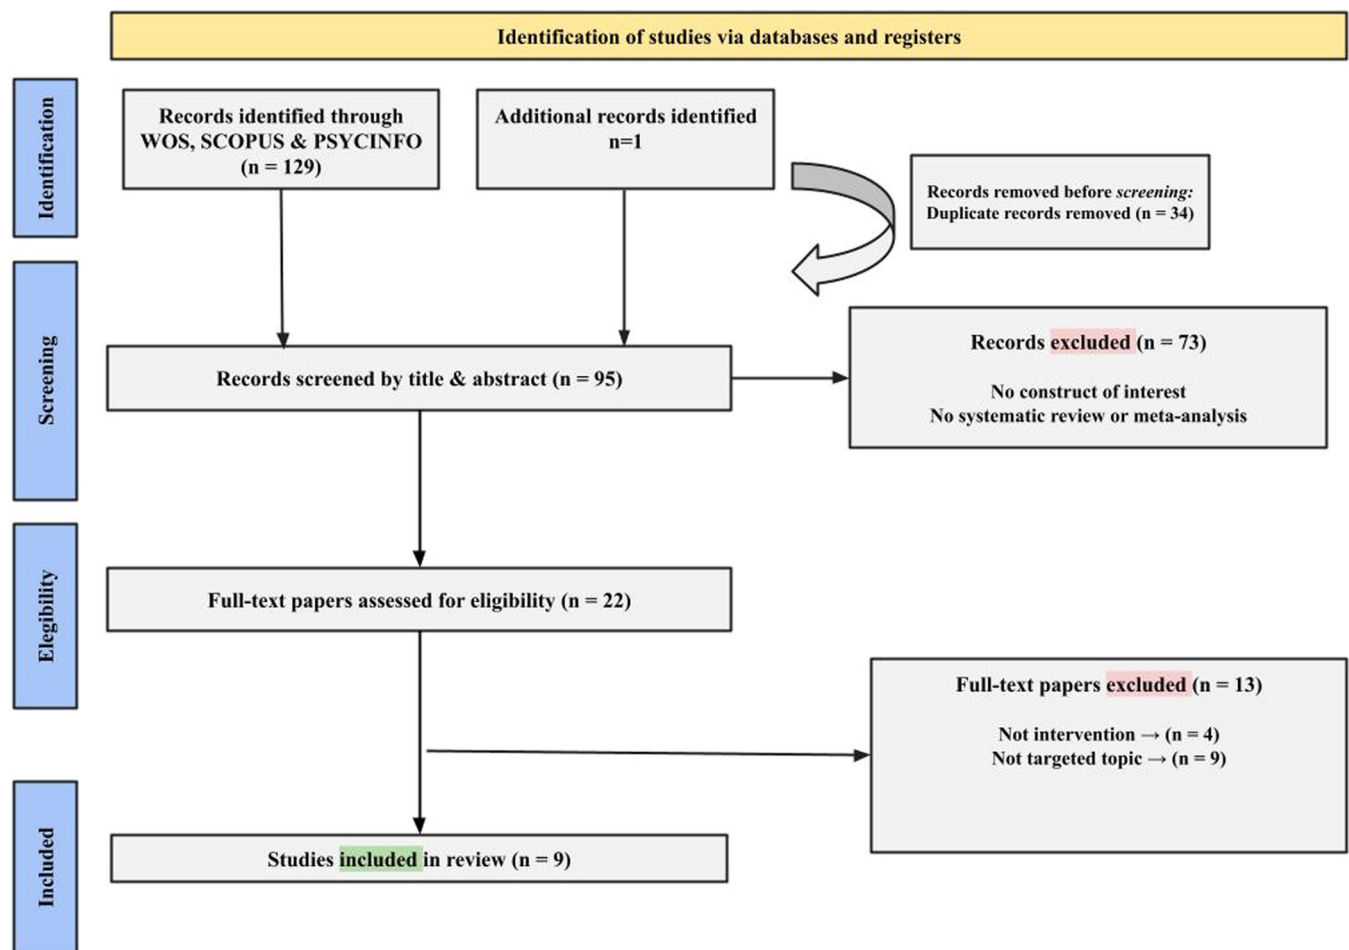 Identification of studies via databases and registers
Identification
Records identified through
WOS, SCOPUS & PSYCINFO
(n = 129)
Additional records identified
n=1
Records removed before screening:
Duplicate records removed (n = 34)
Screening
Records screened by title & abstract (n = 95)
Records excluded (n = 73)
No construct of interest
No systematic review or meta-analysis
Elegibility
Full-text papers assessed for eligibility (n = 22)
Full-text papers excluded (n = 13)
Not intervention → (n = 4)
Not targeted topic → (n = 9)
Included
Studies included in review (n = 9)